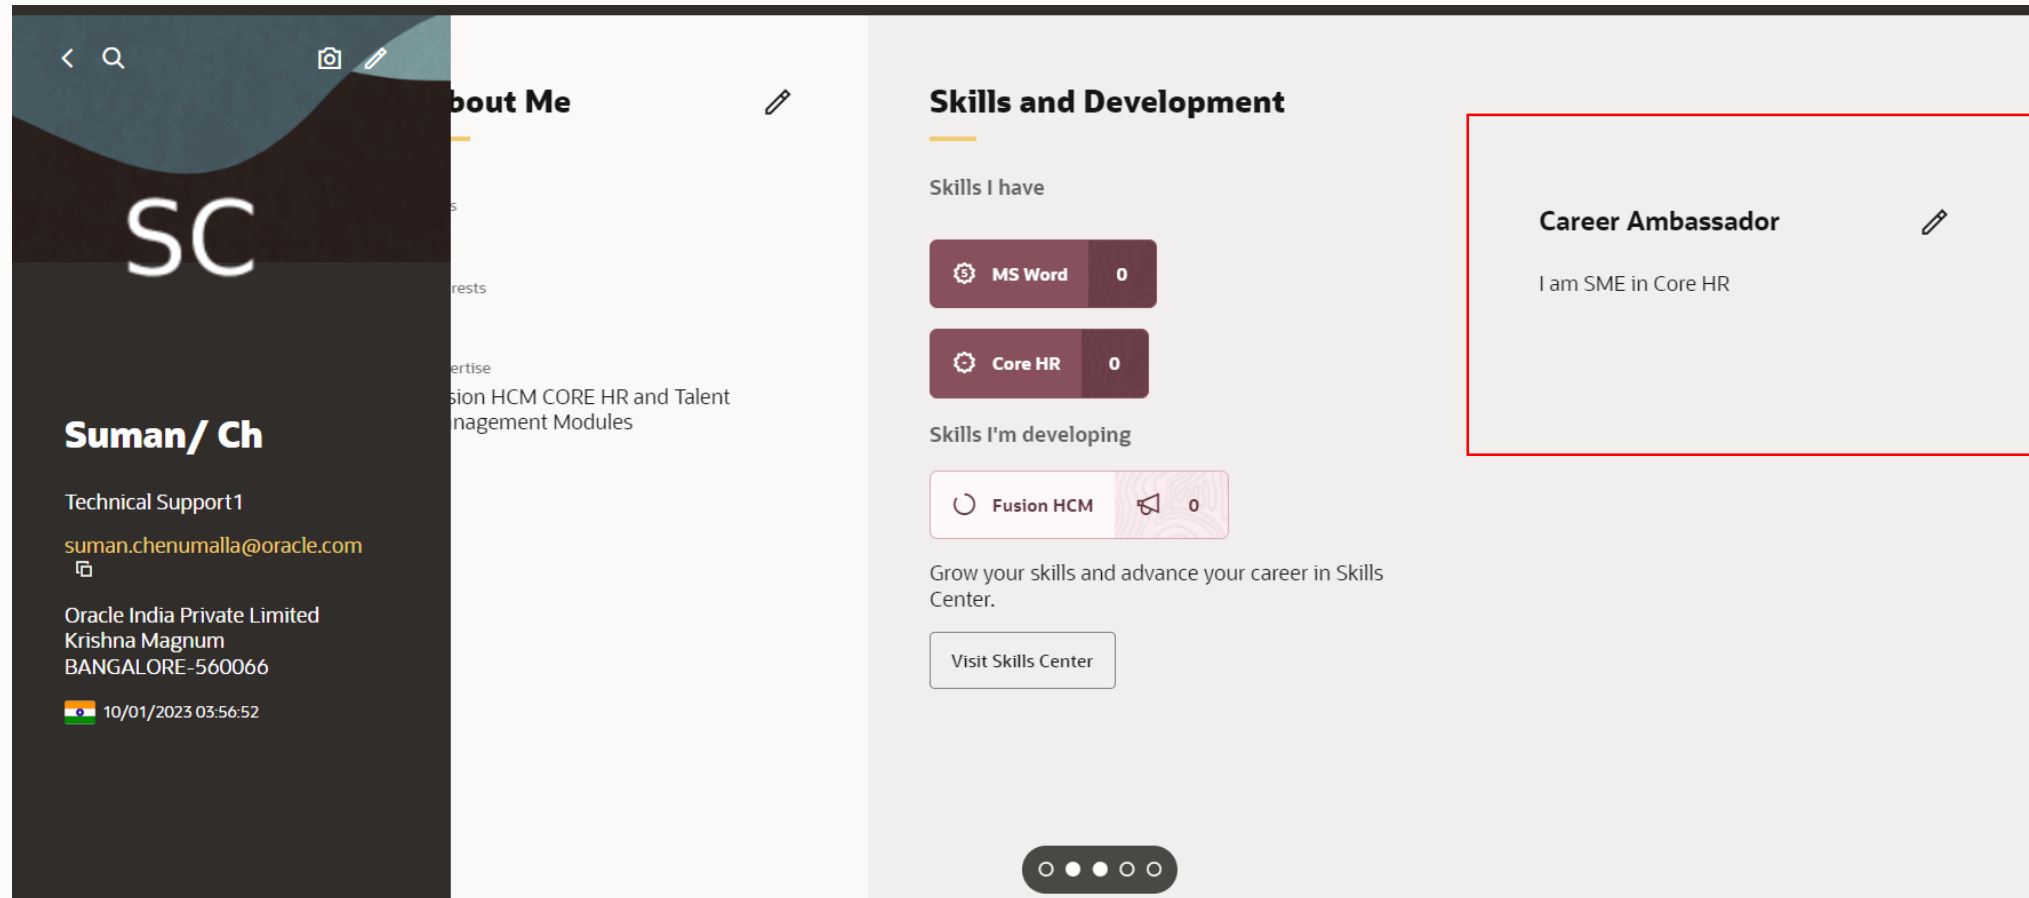 SC
Suman/ Ch
Technical Support1
suman.chenumalla@oracle.com
Oracle India Private Limited
Krishna Magnum
BANGALORE-560066
10/01/2023 03:56:52
bout Me
s
rests
ertise
sion HCM CORE HR and Talent
nagement Modules
Skills and Development
Skills I have
5 MS Word 0
Core HR 0
Skills I'm developing
Fusion HCM 0
Grow your skills and advance your career in Skills
Center.
Visit Skills Center
Career Ambassador
I am SME in Core HR